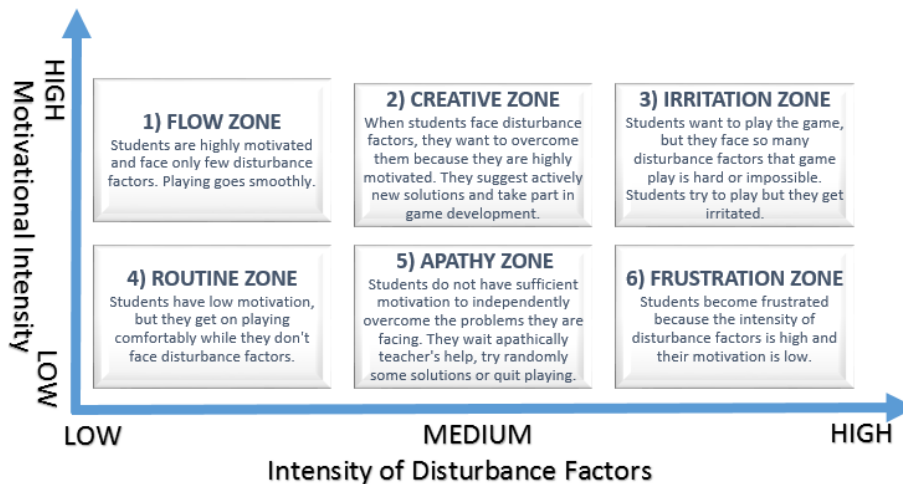 HIGH
Motivational Intensity
LOW
1) FLOW ZONE
Students are highly motivated
and face only few disturbance
factors. Playing goes smoothly.
2) CREATIVE ZONE
When students face disturbance
factors, they want to overcome
them because they are highly
motivated. They suggest actively
new solutions and take part in
game development.
3) IRRITATION ZONE
Students want to play the game,
but they face so many
disturbance factors that game
play is hard or impossible.
Students try to play but they get
irritated.
4) ROUTINE ZONE
Students have low motivation,
but they get on playing
comfortably while they don't
face disturbance factors.
5) APATHY ZONE
Students do not have sufficient
motivation to independently
overcome the problems they are
facing. They wait apathically
teacher's help, try randomly
some solutions or quit playing.
6) FRUSTRATION ZONE
Students become frustrated
because the intensity of
disturbance factors is high and
their motivation is low.
LOW MEDIUM HIGH
Intensity of Disturbance Factors